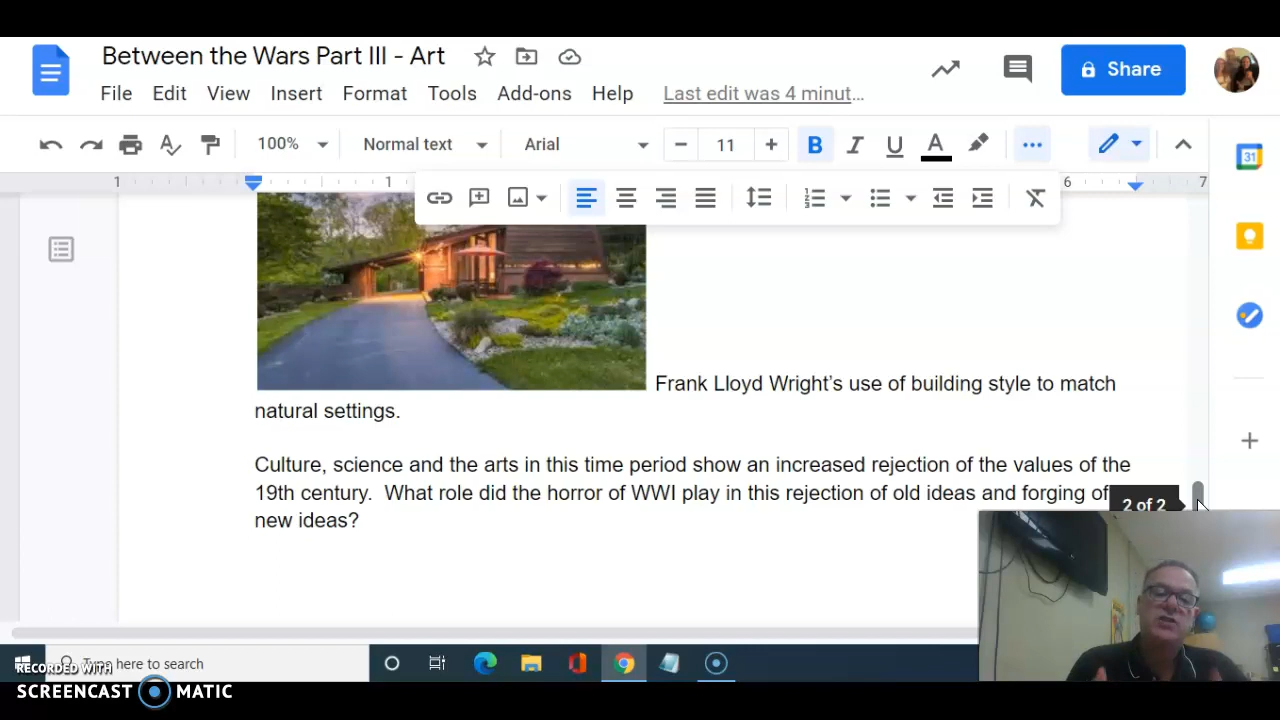 Between the Wars Part III - Art
File Edit View Insert Format Tools Add-ons Help Last edit was 4 minut...
Share
100% Normal text Arial 11 B I U A
1 1 6 7
31
Frank Lloyd Wright's use of building style to match
natural settings.
Culture, science and the arts in this time period show an increased rejection of the values of the
19th century. What role did the horror of WWI play in this rejection of old ideas and forging of
new ideas?
2 of 2
Type here to search
RECORDED WITH
SCREENCAST MATIC